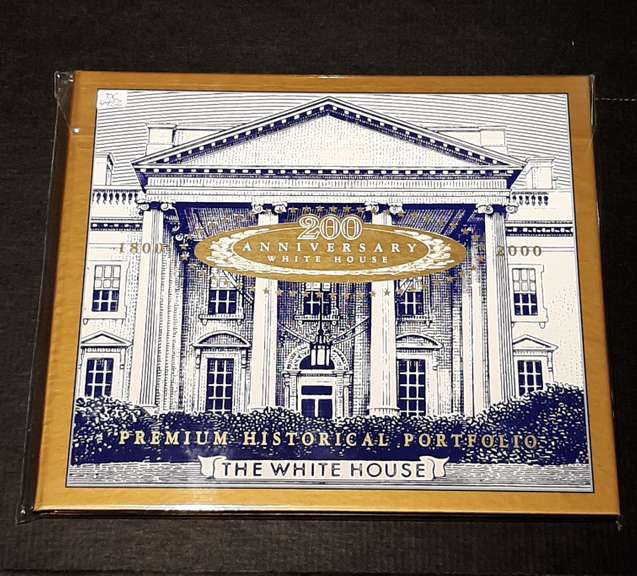 200
ANNIVERSARY
WHITE HOUSE
1800
2000
PREMIUM HISTORICAL PORTFOLIO
THE WHITE HOUSE